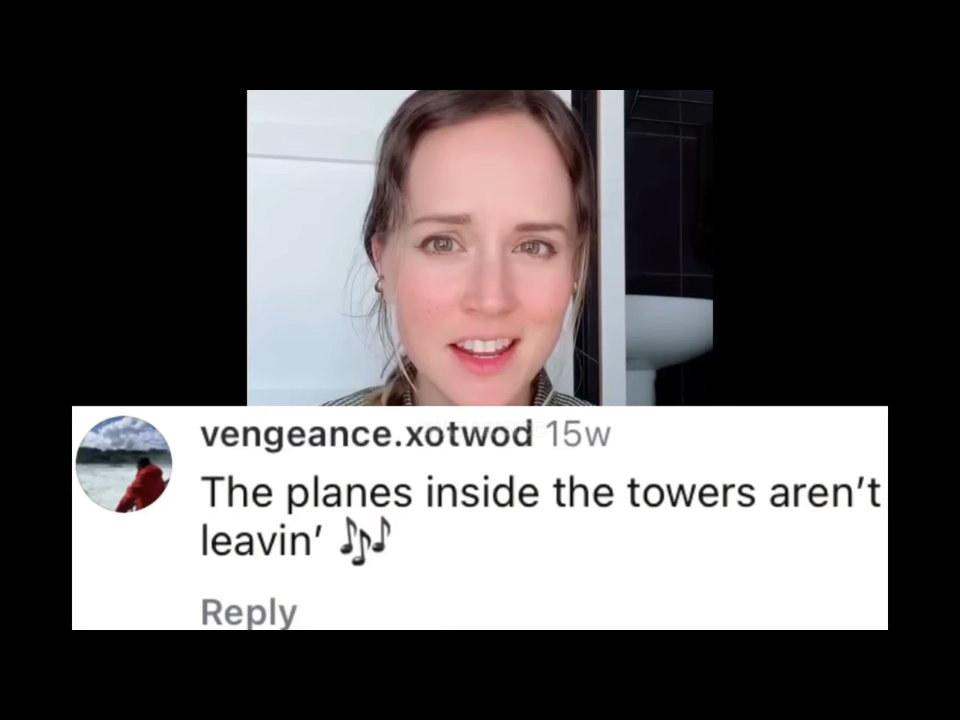 vengeance.xotwod 15w
The planes inside the towers aren’t
leavin’ 🎶
Reply